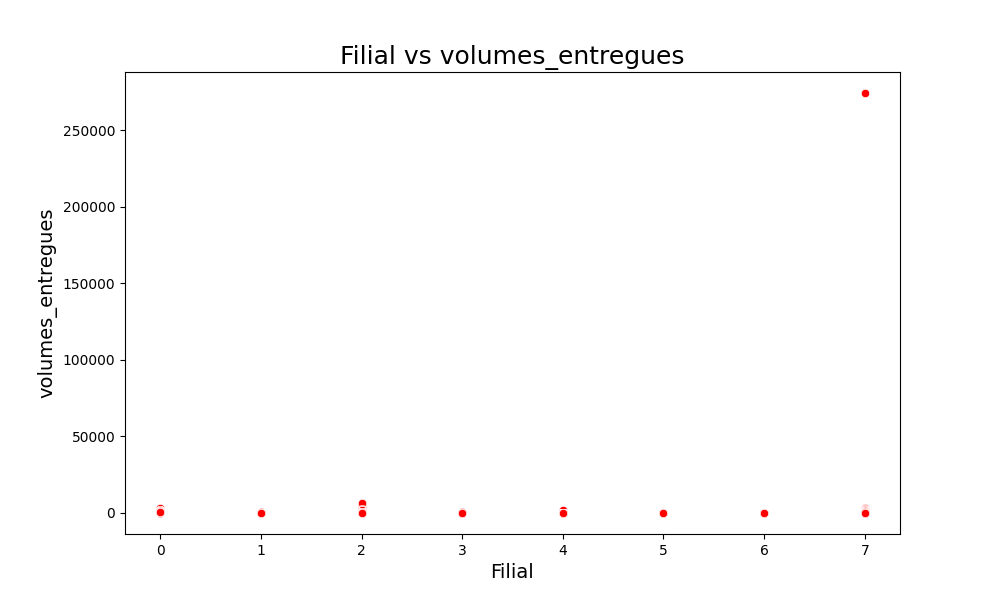 Filial vs volumes_entregues
volumes_entregues
250000
200000
150000
100000
50000
0
0 1 2 3 4 5 6 7
Filial